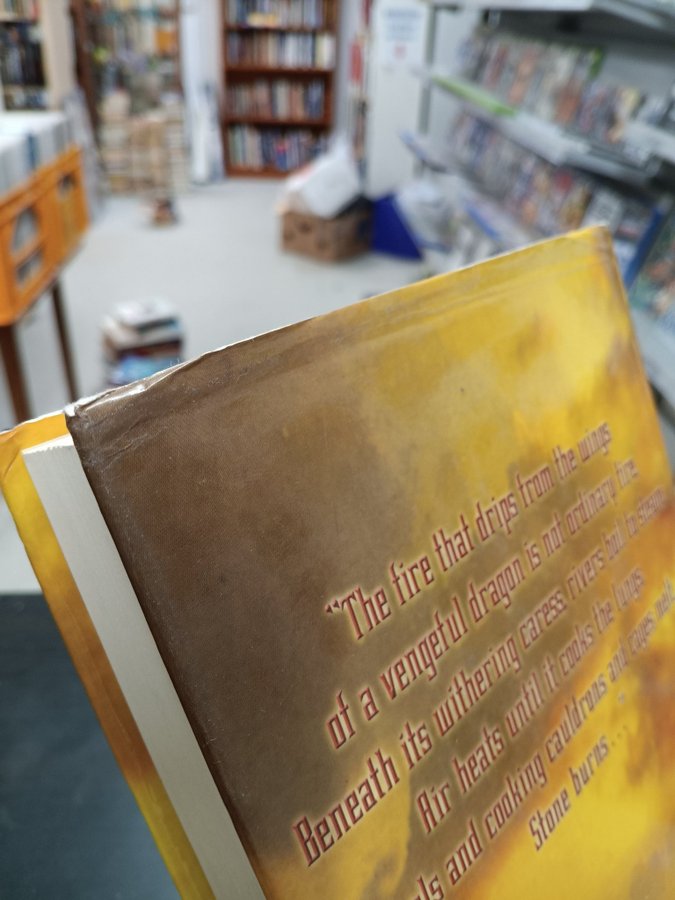 “The fire that drips from the wings
of a vengeful dragon is not ordinary fire.
Beneath its withering caress, rivers boil to steam.
Air heats until it cooks the lungs.
and cooking cauldrons and cages melt.
Stone burns . . .”